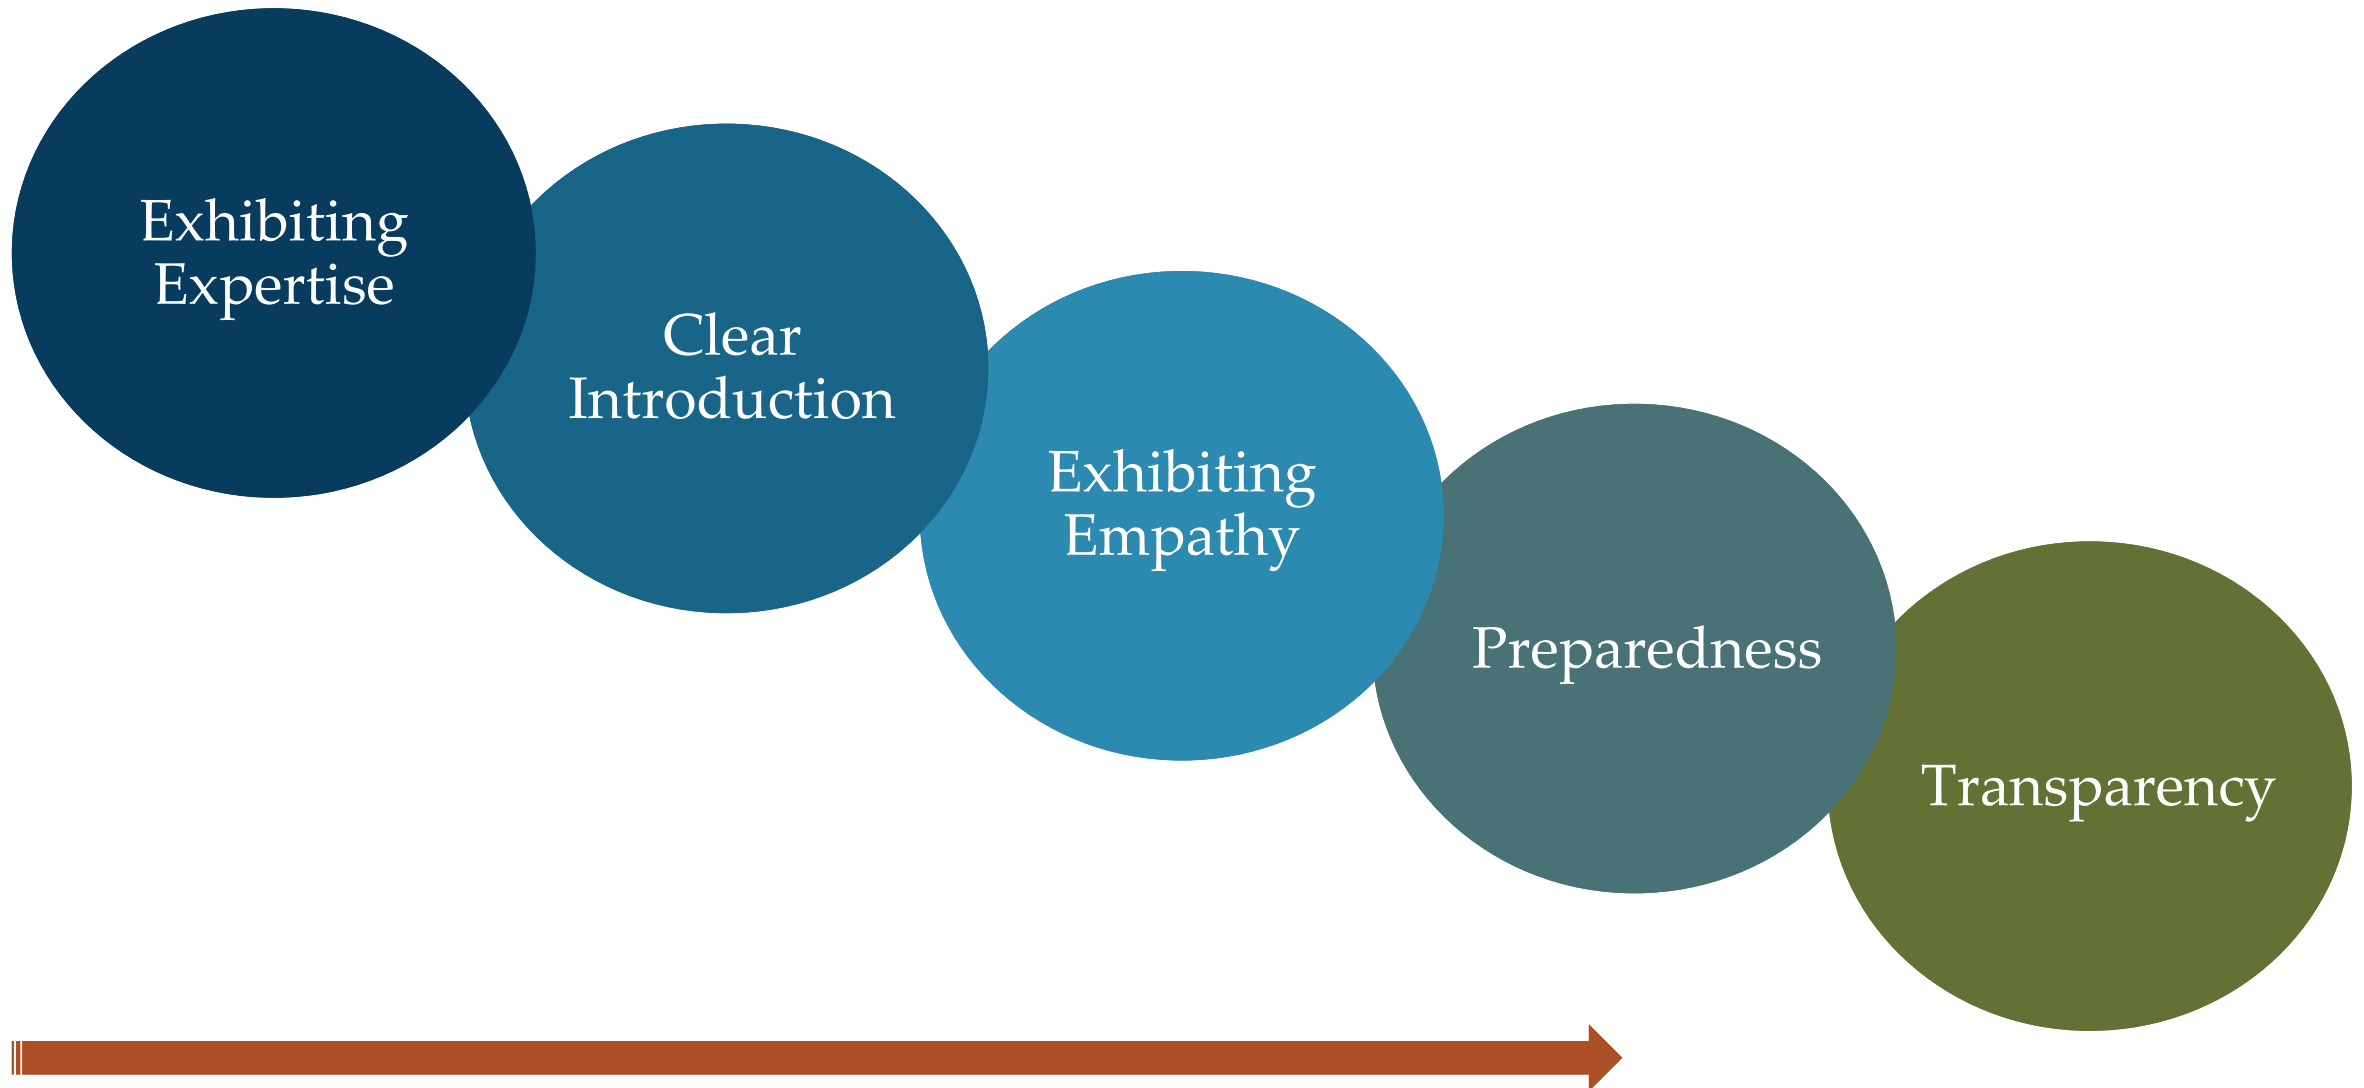 Exhibiting
Expertise
Clear
Introduction
Exhibiting
Empathy
Preparedness
Transparency